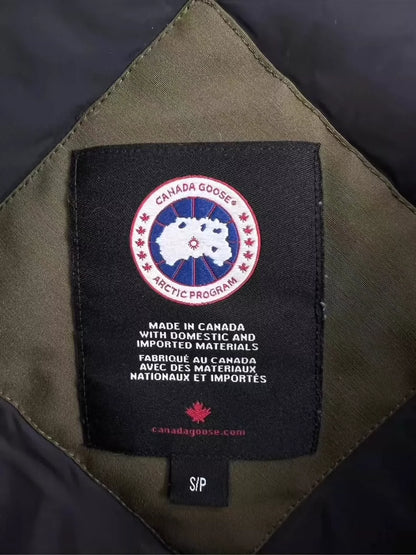 CANADA GOOSE®
ARCTIC PROGRAM
MADE IN CANADA
WITH DOMESTIC AND
IMPORTED MATERIALS
FABRIQUÉ AU CANADA
AVEC DES MATERIAUX
NATIONAUX ET IMPORTÉS
canadagoose.com
S/P